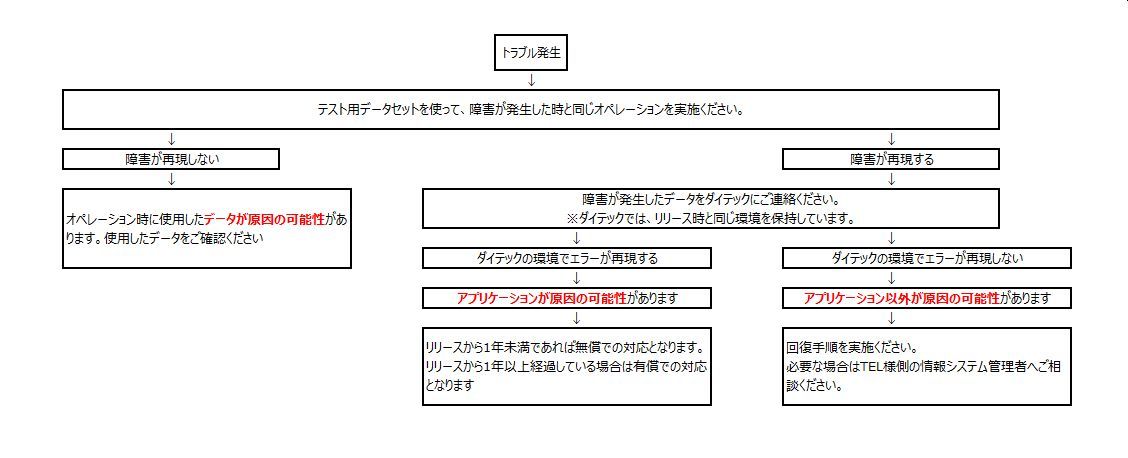 トラブル発生
↓
テスト用データセットを使って、障害が発生した時と同じオペレーションを実施ください。
↓ ↓
障害が再現しない 障害が再現する
↓ ↓
オペレーション時に使用したデータが原因の可能性があ
ります。使用したデータをご確認ください
障害が発生したデータをダイテックにご連絡ください。
※ダイテックでは、リリース時と同じ環境を保持しています。
↓ ↓
ダイテックの環境でエラーが再現する ダイテックの環境でエラーが再現しない
↓ ↓
アプリケーションが原因の可能性があります アプリケーション以外が原因の可能性があります
↓ ↓
リリースから1年未満であれば無償での対応となります。
リリースから1年以上経過している場合は有償での対応
となります
回復手順を実施ください。
必要な場合はTEL様側の情報システム管理者へご相
談ください。